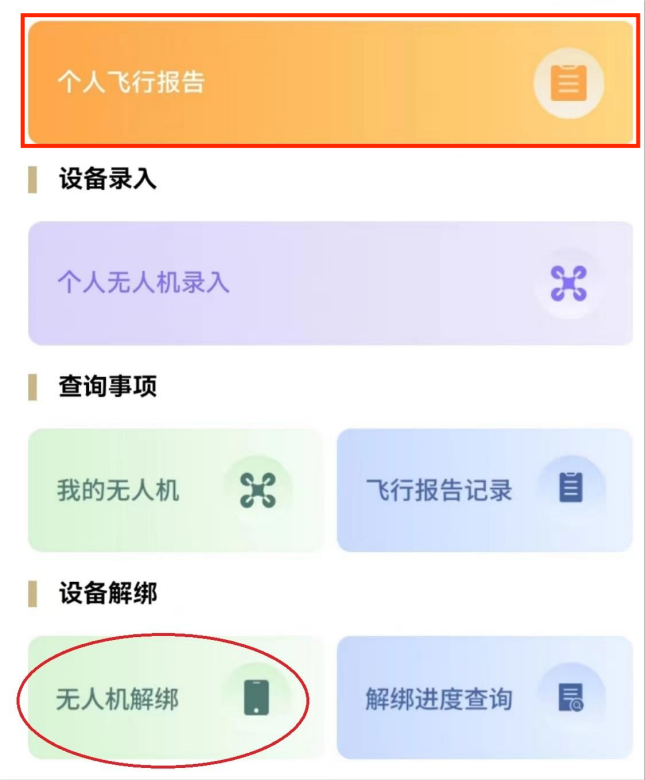 个人飞行报告
设备录入
个人无人机录入
查询事项
我的无人机
飞行报告记录
设备解绑
无人机解绑
解绑进度查询